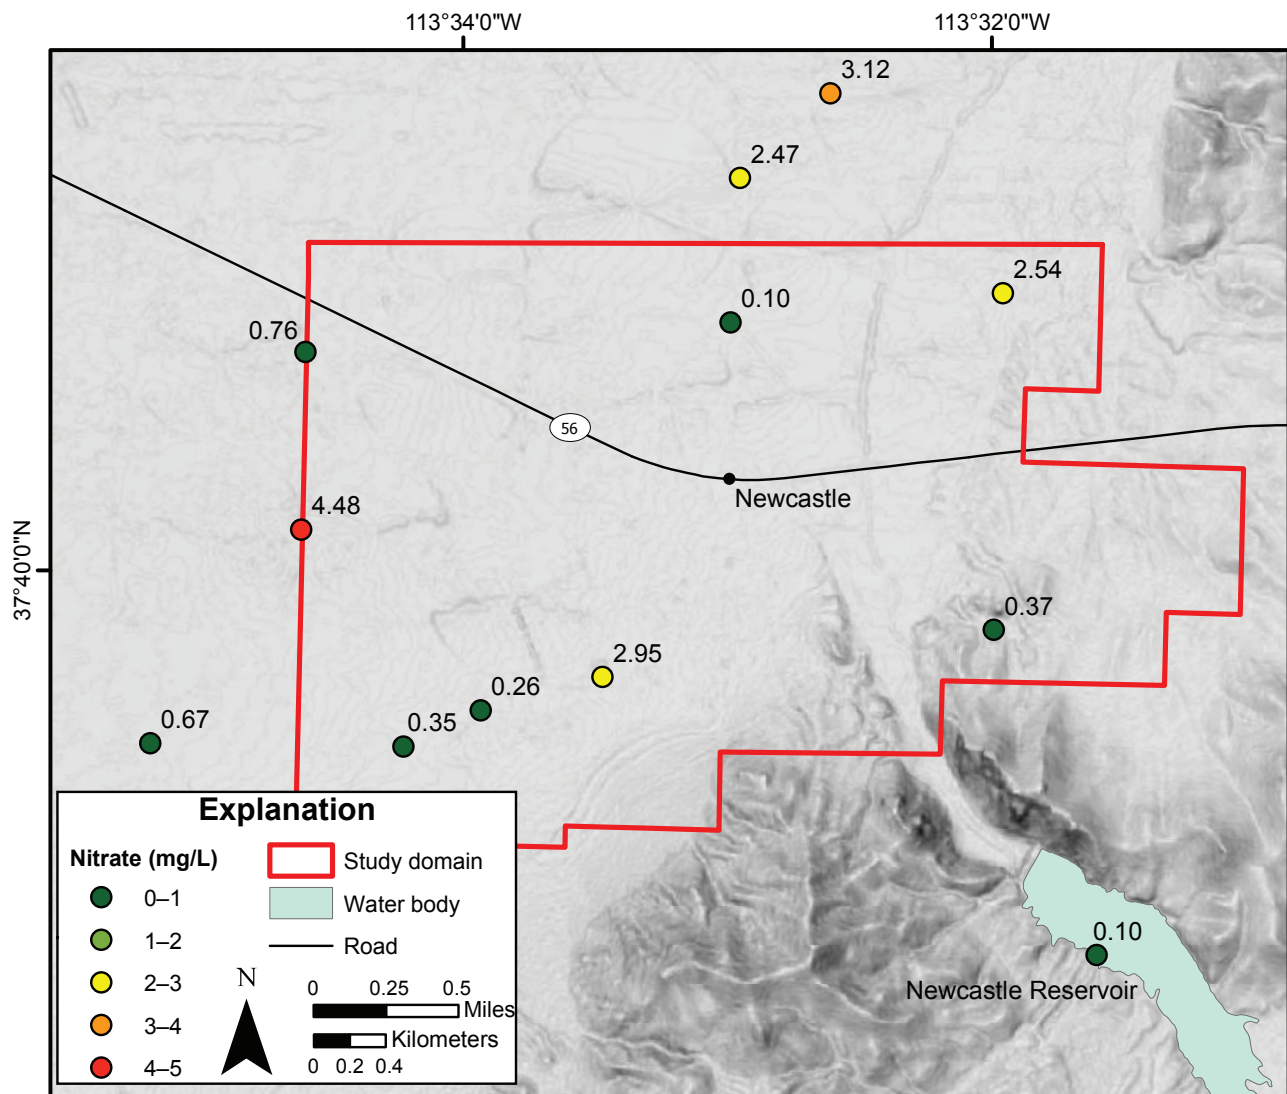 113°34'0"W
113°32'0"W
3.12
2.47
2.54
0.10
0.76
56
Newcastle
4.48
37°40'0"N
0.37
2.95
0.26
0.35
0.67
Explanation
Nitrate (mg/L)
0–1
1–2
2–3
3–4
4–5
Study domain
Water body
Road
N
0 0.25 0.5
Miles
Kilometers
0 0.2 0.4
0.10
Newcastle Reservoir